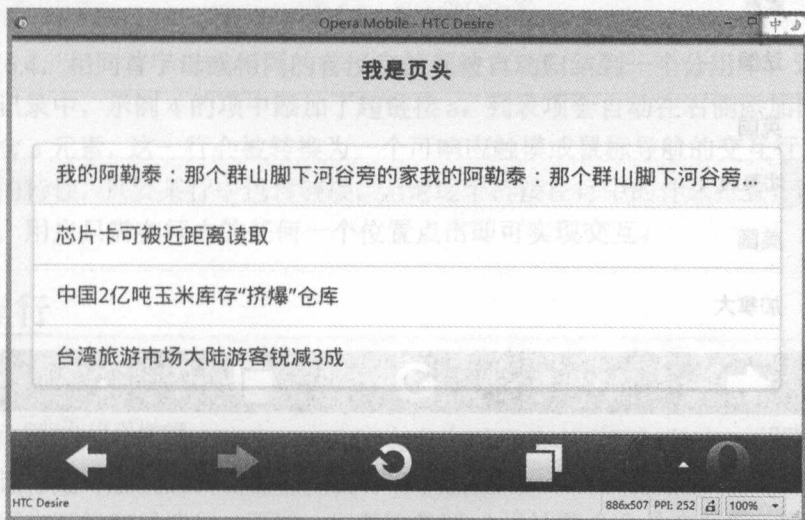 Opera Mobile - HTC Desire
中
我是页头
我的阿勒泰：那个群山脚下河谷旁的家我的阿勒泰：那个群山脚下河谷旁...
芯片卡可被近距离读取
中国2亿吨玉米库存“挤爆”仓库
台湾旅游市场大陆游客锐减3成
HTC Desire
886x507 PPI: 252
100%